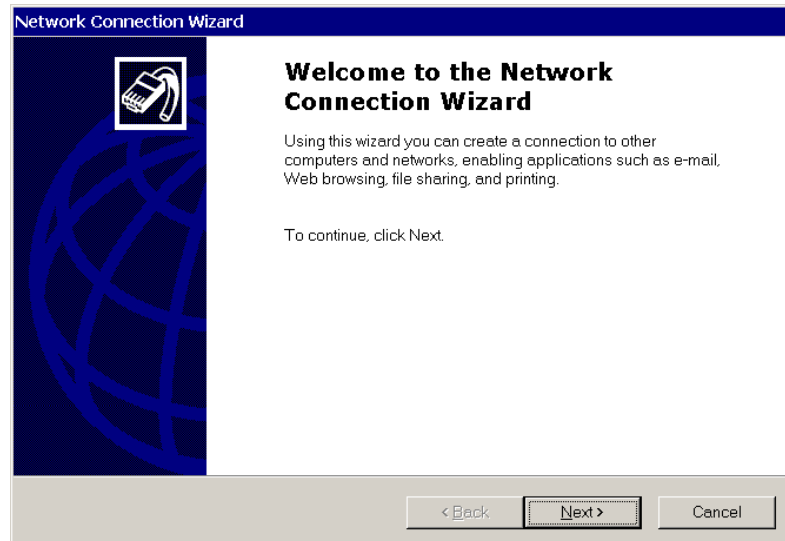 Network Connection Wizard
Welcome to the Network
Connection Wizard
Using this wizard you can create a connection to other
computers and networks, enabling applications such as e-mail,
Web browsing, file sharing, and printing.
To continue, click Next.
< Back Next > Cancel